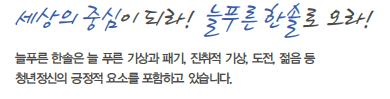 세상의 중심이 되라! 늘푸른 한솔로 오라!
늘푸른 한솔은 늘 푸른 기상과 패기, 진취적 기상, 도전, 젊음 등
청년정신의 긍정적 요소를 포함하고 있습니다.